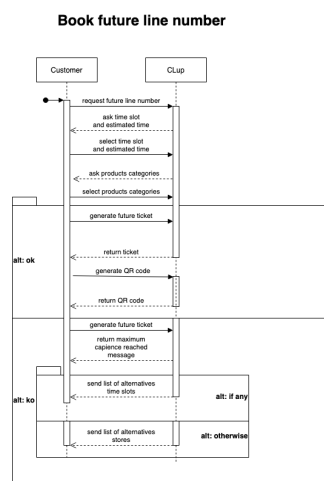 Book future line number
Customer
CLup
request future line number
ask time slot
and estimated time
select time slot
and estimated time
ask products categories
select products categories
generate future ticket
alt: ok
return ticket
generate QR code
return QR code
generate future ticket
return maximum
capience reached
message
send list of alternatives
time slots
alt: if any
alt: ko
send list of alternatives
stores
alt: otherwise